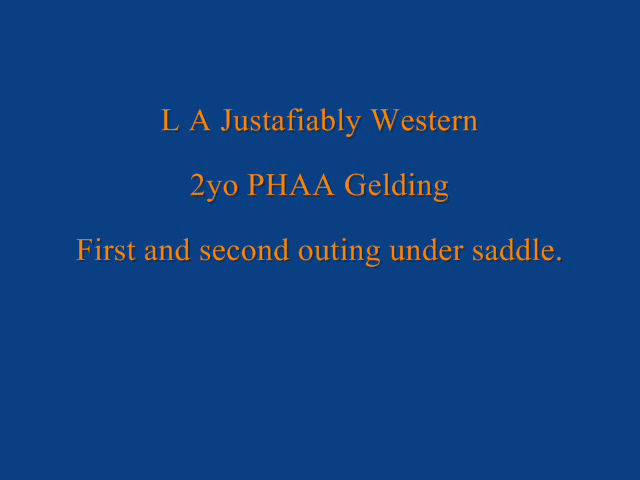 L A Justafiably Western
2yo PHAA Gelding
First and second outing under saddle.